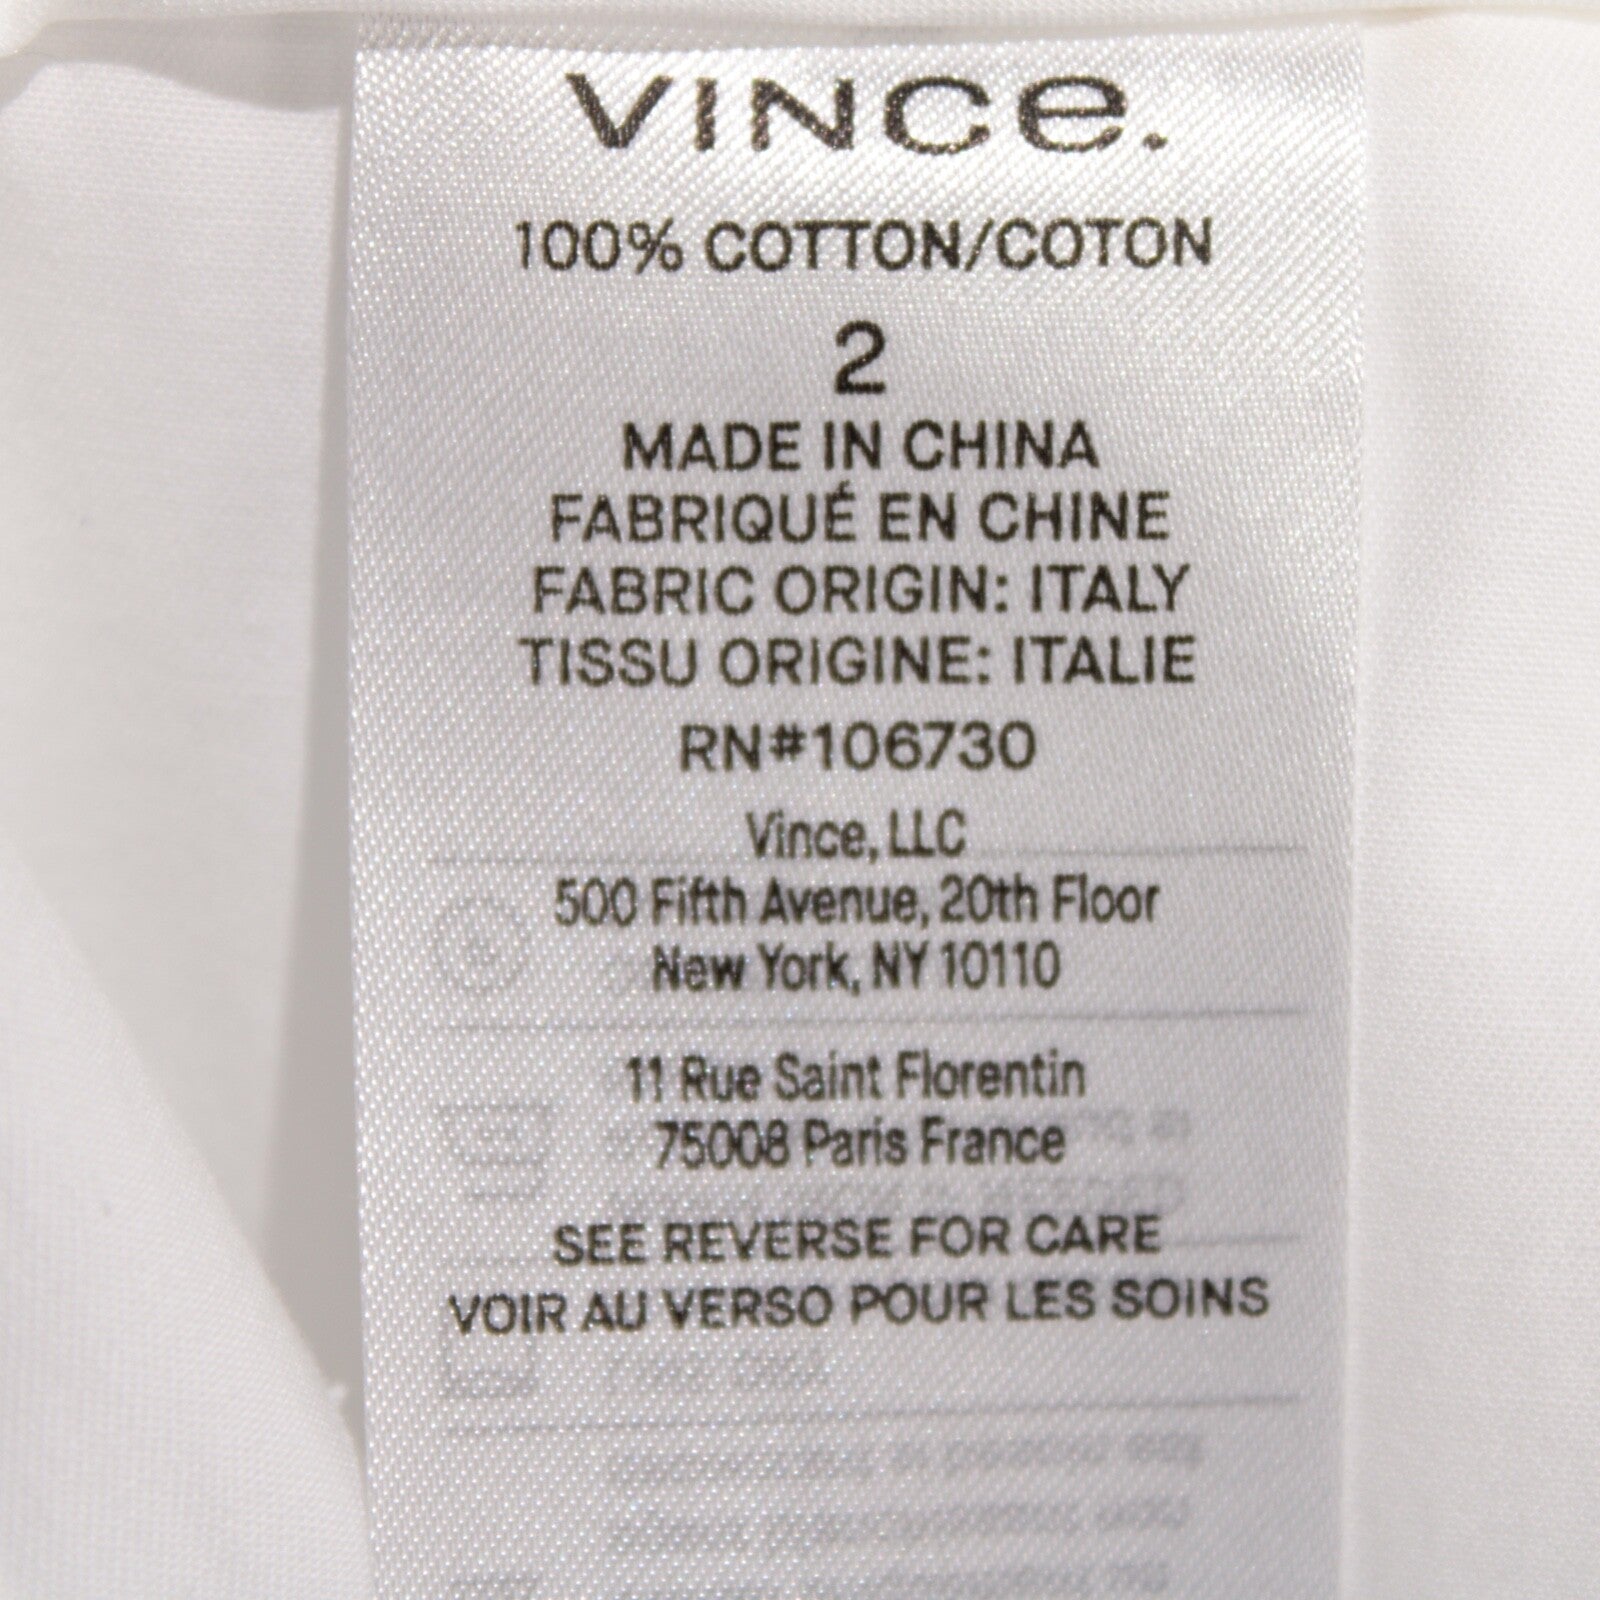 VINCe.
100% COTTON/COTON
2
MADE IN CHINA
FABRIQUÉ EN CHINE
FABRIC ORIGIN: ITALY
TISSU ORIGINE: ITALIE
RN#106730
Vince, LLC
500 Fifth Avenue, 20th Floor
New York, NY 10110
11 Rue Saint Florentin
75008 Paris France
SEE REVERSE FOR CARE
VOIR AU VERSO POUR LES SOINS